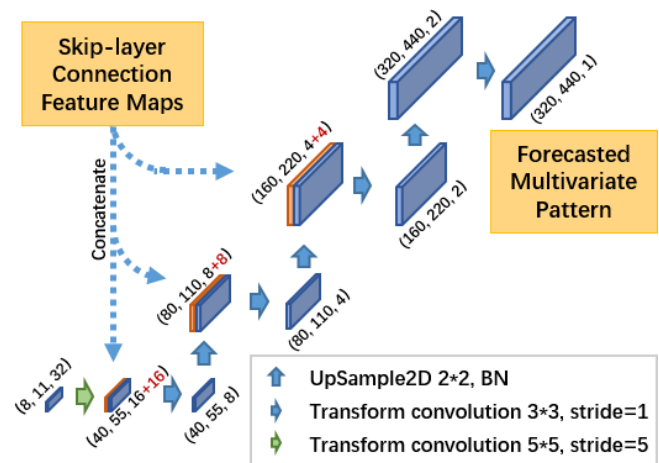 Skip-layer
Connection
Feature Maps
Concatenate
(8, 11, 32)
(40, 55, 16+16)
(40, 55, 8)
(80, 110, 8+8)
(80, 110, 4)
(160, 220, 4+4)
(160, 220, 2)
(320, 440, 2)
(320, 440, 1)
Forecasted
Multivariate
Pattern
UpSample2D 2*2, BN
Transform convolution 3*3, stride=1
Transform convolution 5*5, stride=5